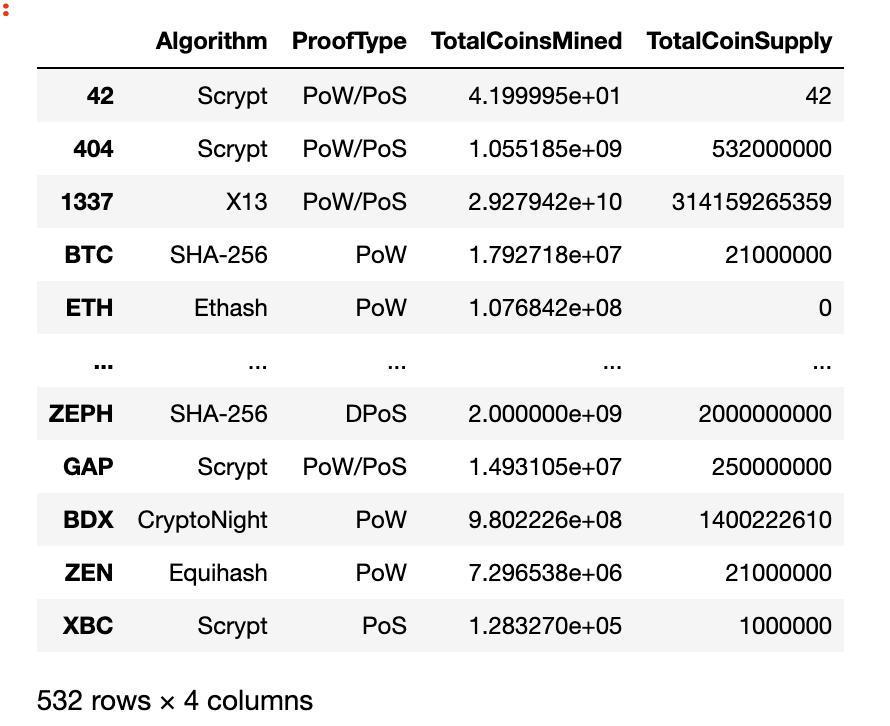 Algorithm ProofType TotalCoinsMined TotalCoinSupply
42 Scrypt PoW/PoS 4.199995e+01 42
404 Scrypt PoW/PoS 1.055185e+09 532000000
1337 X13 PoW/PoS 2.927942e+10 314159265359
BTC SHA-256 PoW 1.792718e+07 21000000
ETH Ethash PoW 1.076842e+08 0
... ... ... ... ...
ZEPH SHA-256 DPoS 2.000000e+09 2000000000
GAP Scrypt PoW/PoS 1.493105e+07 250000000
BDX CryptoNight PoW 9.802226e+08 1400222610
ZEN Equihash PoW 7.296538e+06 21000000
XBC Scrypt PoS 1.283270e+05 1000000
532 rows × 4 columns